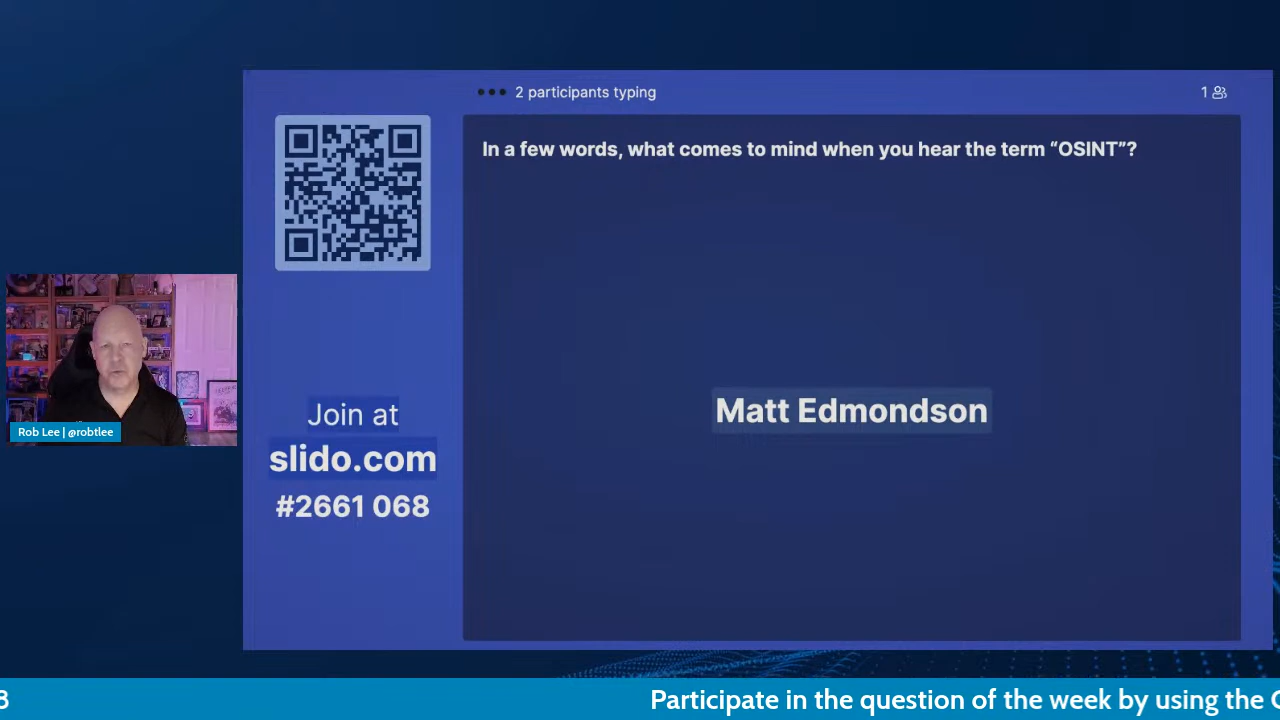 2 participants typing
1
In a few words, what comes to mind when you hear the term “OSINT”?
Matt Edmondson
Join at
slido.com
#2661 068
Rob Lee | @robtlee
8
Participate in the question of the week by using the